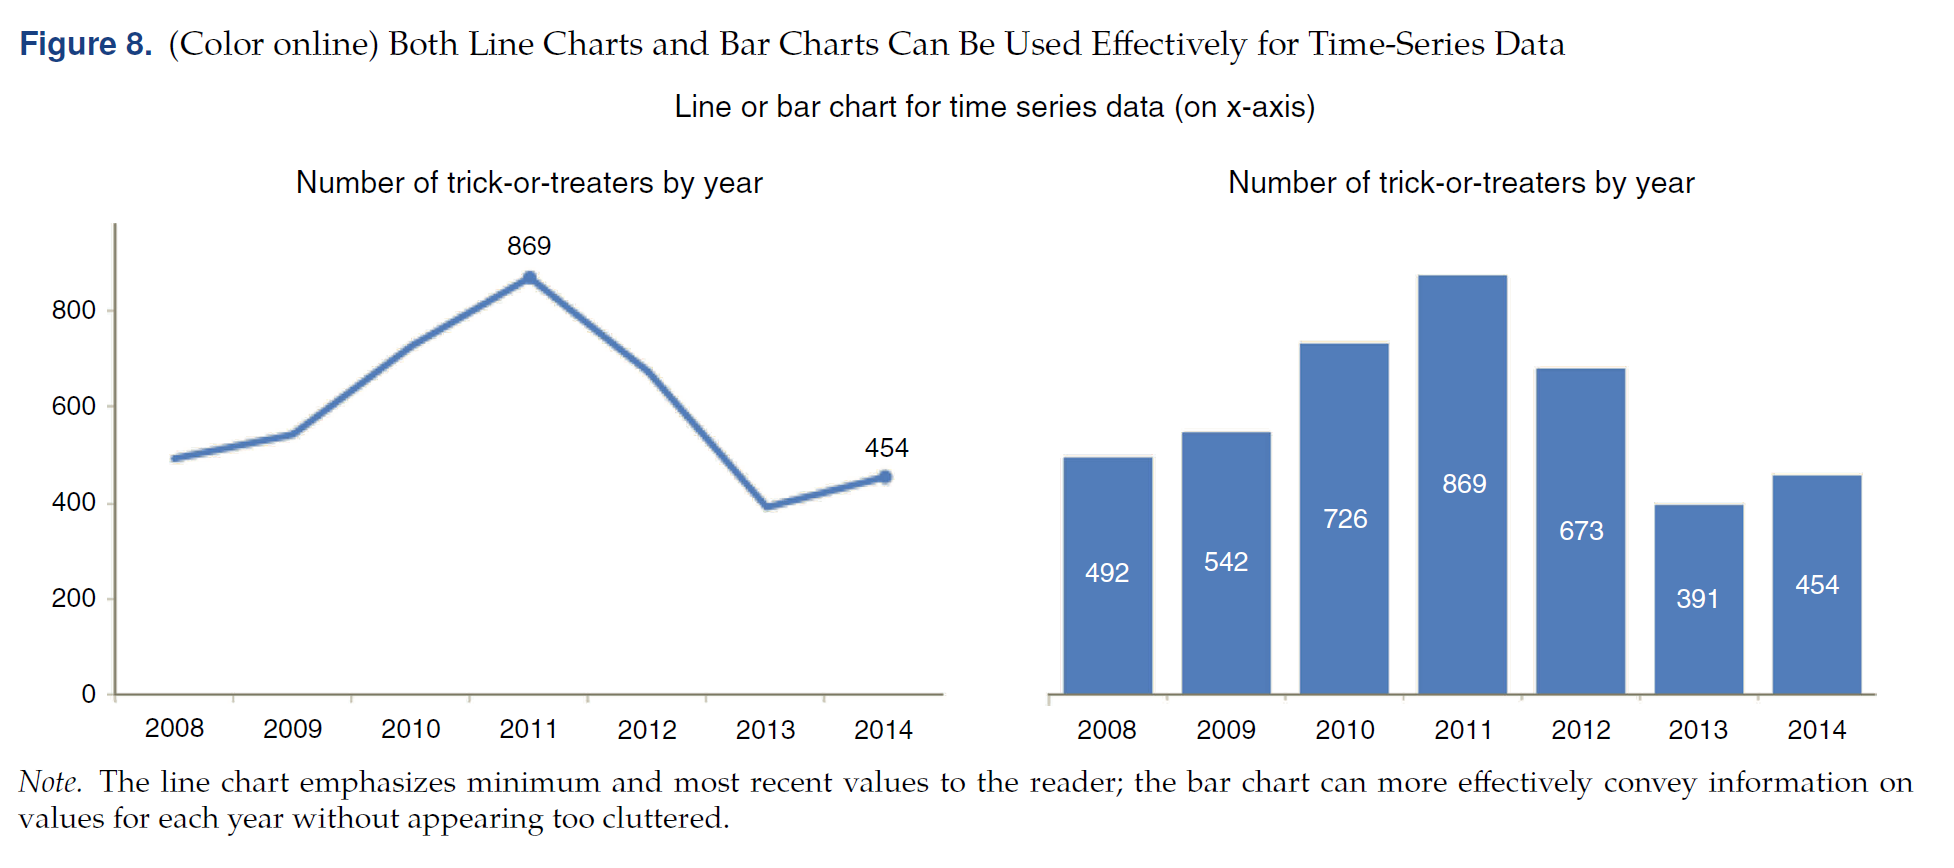 Figure 8. (Color online) Both Line Charts and Bar Charts Can Be Used Effectively for Time-Series Data
Line or bar chart for time series data (on x-axis)
Number of trick-or-treaters by year
869
800
600
454
400
200
0
2008 2009 2010 2011 2012 2013 2014
Number of trick-or-treaters by year
492
542
726
869
673
391
454
2008 2009 2010 2011 2012 2013 2014
Note. The line chart emphasizes minimum and most recent values to the reader; the bar chart can more effectively convey information on
values for each year without appearing too cluttered.